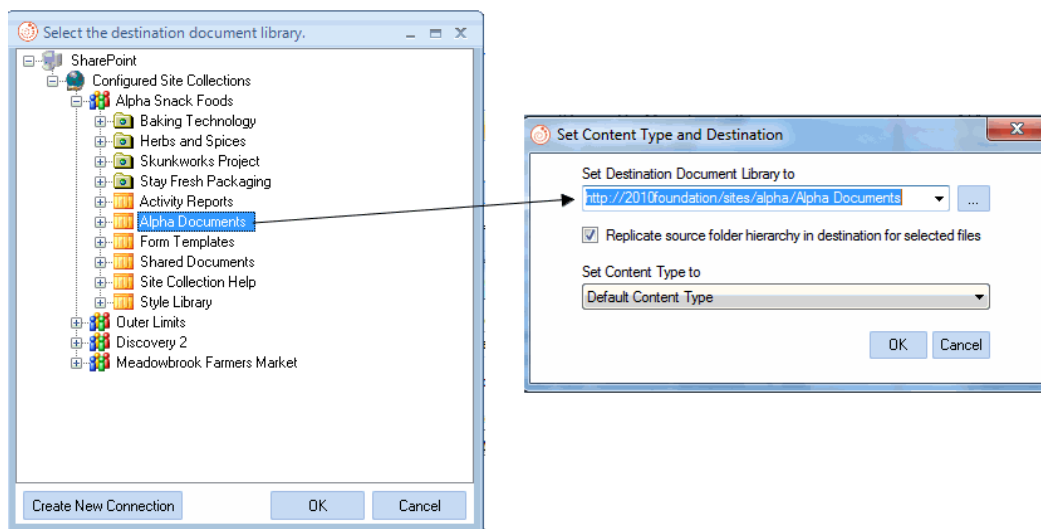 Select the destination document library.
SharePoint
Configured Site Collections
Alpha Snack Foods
Baking Technology
Herbs and Spices
Skunkworks Project
Stay Fresh Packaging
Activity Reports
Alpha Documents
Form Templates
Shared Documents
Site Collection Help
Style Library
Outer Limits
Discovery 2
Meadowbrook Farmers Market
Create New Connection
OK
Cancel
Set Content Type and Destination
Set Destination Document Library to
http://2010foundation/sites/alpha/Alpha Documents
...
Replicate source folder hierarchy in destination for selected files
Set Content Type to
Default Content Type
OK
Cancel